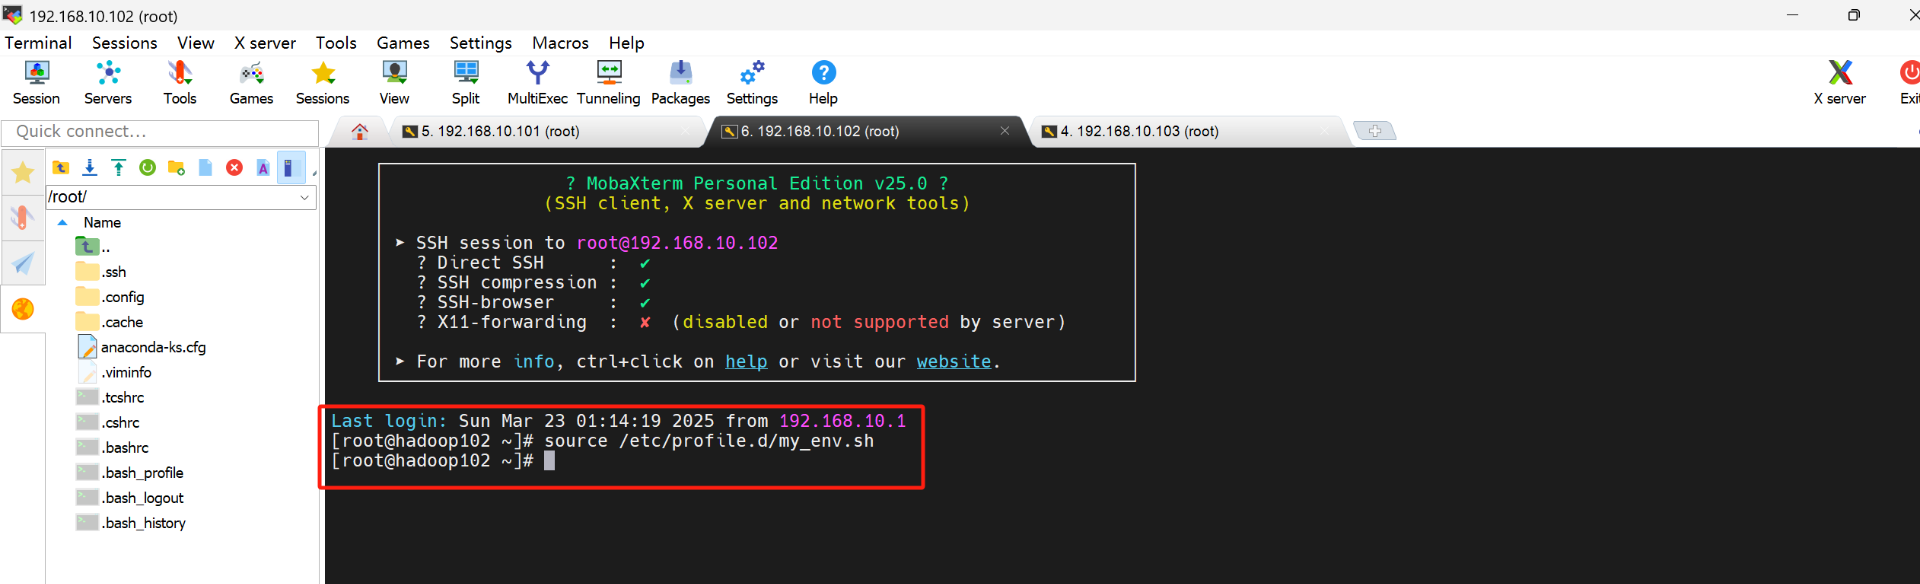 192.168.10.102 (root)
Terminal Sessions View X server Tools Games Settings Macros Help
Session Servers Tools Games Sessions View Split MultiExec Tunneling Packages Settings Help X server Exit
Quick connect...
5. 192.168.10.101 (root)
6. 192.168.10.102 (root)
4. 192.168.10.103 (root)
/root/
Name
..
.ssh
.config
.cache
anaconda-ks.cfg
.viminfo
.tcshrc
.cshrc
.bashrc
.bash_profile
.bash_logout
.bash_history
? MobaXterm Personal Edition v25.0 ?
(SSH client, X server and network tools)
➤ SSH session to root@192.168.10.102
? Direct SSH : ✔
? SSH compression : ✔
? SSH-browser : ✔
? X11-forwarding : ✘ (disabled or not supported by server)
➤ For more info, ctrl+click on help or visit our website.
Last login: Sun Mar 23 01:14:19 2025 from 192.168.10.1
[root@hadoop102 ~]# source /etc/profile.d/my_env.sh
[root@hadoop102 ~]#